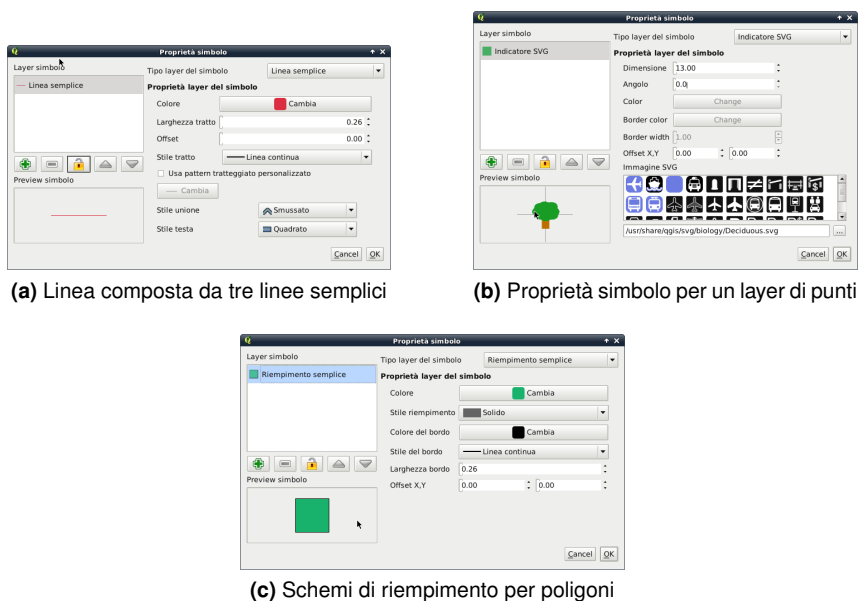 Proprietà simbolo
Layer simbolo
Linea semplice
Preview simbolo
Tipo layer del simbolo
Linea semplice
Proprietà layer del simbolo
Colore
Cambia
Larghezza tratto
0.26
Offset
0.00
Stile tratto
Linea continua
Usa pattern tratteggiato personalizzato
Cambia
Stile unione
Smussato
Stile testa
Quadrato
Cancel
OK
(a) Linea composta da tre linee semplici
Proprietà simbolo
Layer simbolo
Indicatore SVG
Preview simbolo
Tipo layer del simbolo
Indicatore SVG
Proprietà layer del simbolo
Dimensione
13.00
Angolo
0.0
Color
Change
Border color
Change
Border width
1.00
Offset X,Y
0.00
0.00
Immagine SVG
/usr/share/qgis/svg/biology/Deciduous.svg
...
Cancel
OK
(b) Proprietà simbolo per un layer di punti
Proprietà simbolo
Layer simbolo
Riempimento semplice
Preview simbolo
Tipo layer del simbolo
Riempimento semplice
Proprietà layer del simbolo
Colore
Cambia
Stile riempimento
Solido
Colore del bordo
Cambia
Stile del bordo
Linea continua
Larghezza bordo
0.26
Offset X,Y
0.00
0.00
Cancel
OK
(c) Schemi di riempimento per poligoni